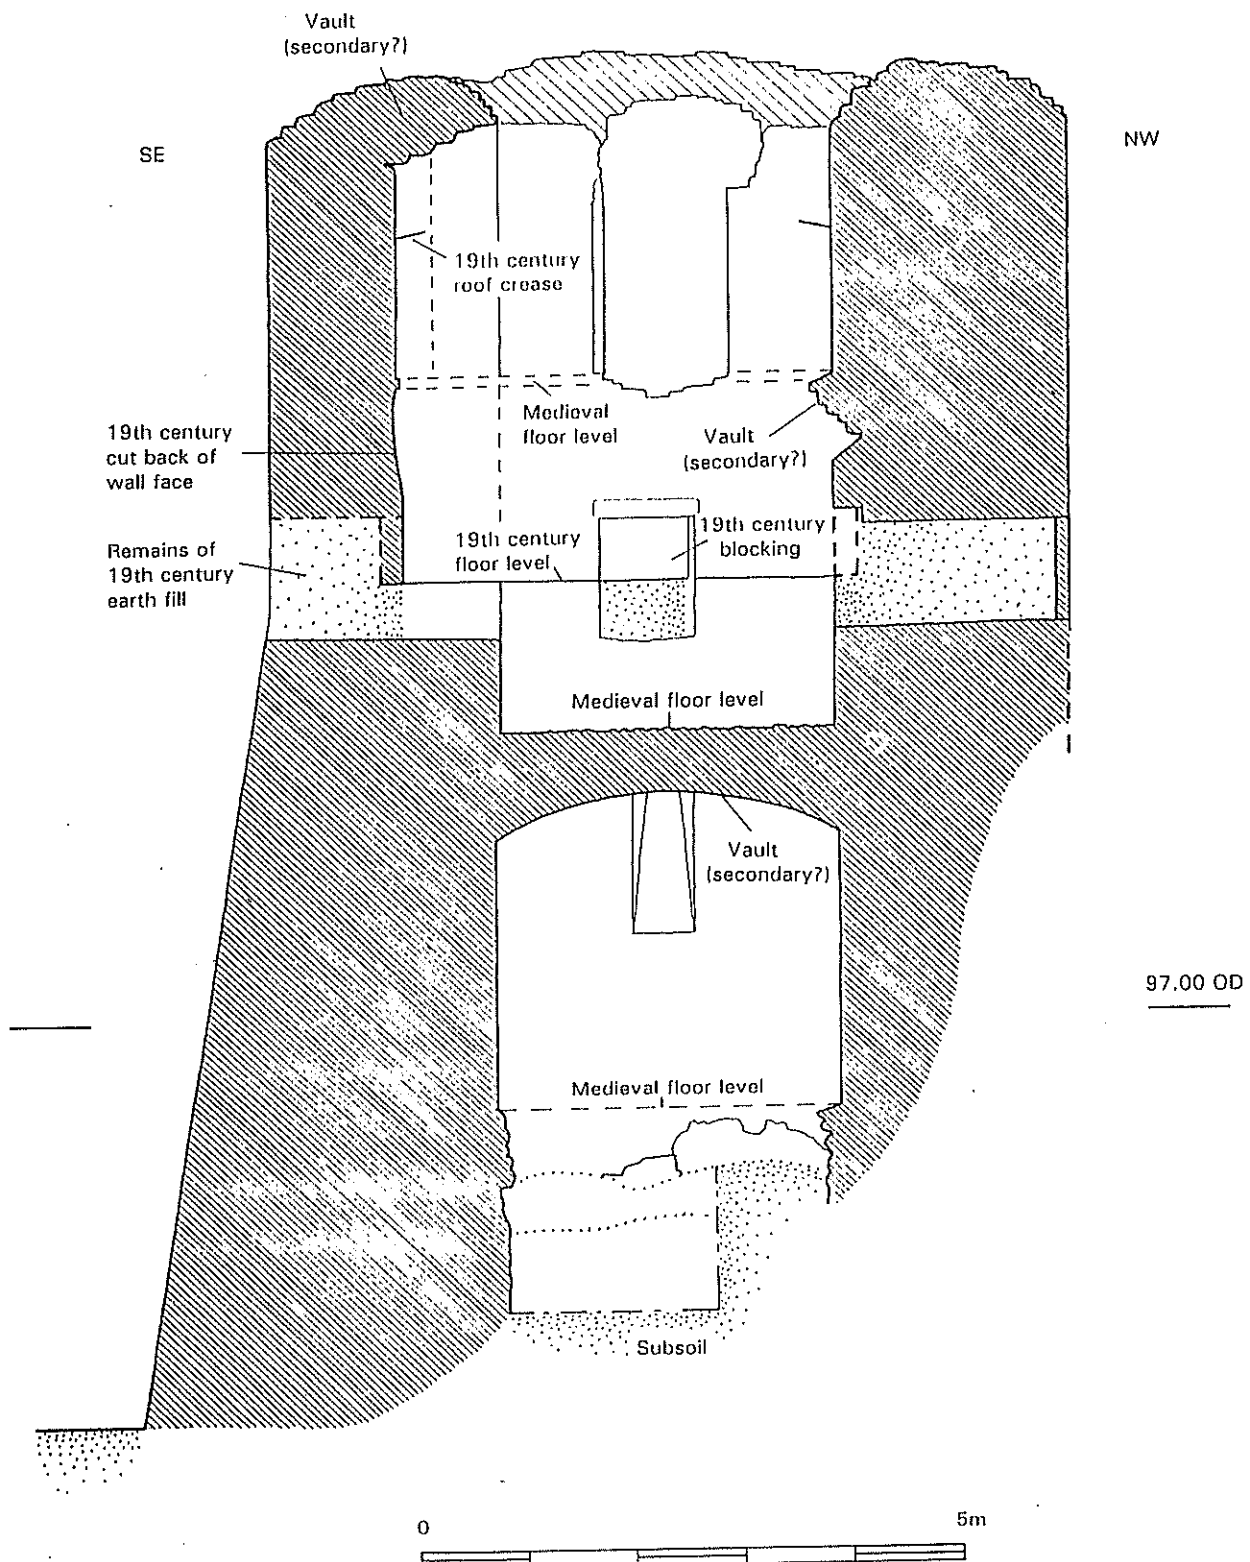 Vault
(secondary?)
SE
NW
19th century
roof crease
Medieval
floor level
19th century
cut back of
wall face
Vault
(secondary?)
19th century
floor level
19th century
blocking
Remains of
19th century
earth fill
Medieval floor level
Vault
(secondary?)
97.00 OD
Medieval floor level
Subsoil
0
5m